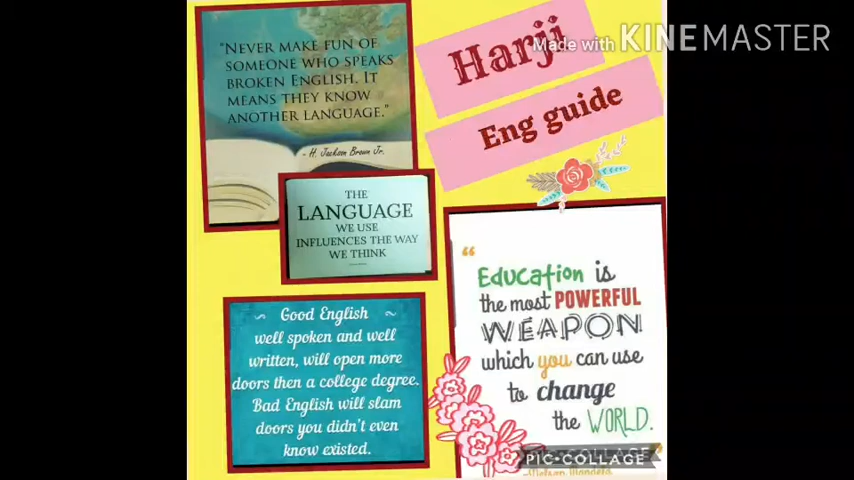 "NEVER MAKE FUN OF
SOMEONE WHO SPEAKS
BROKEN ENGLISH. IT
MEANS THEY KNOW
ANOTHER LANGUAGE."
- H. Jackson Brown Jr.
Harji
Eng guide
Made with KINEMASTER
THE
LANGUAGE
WE USE
INFLUENCES THE WAY
WE THINK
Good English
well spoken and well
written, will open more
doors then a college degree.
Bad English will slam
doors you didn't even
know existed.
“
Education is
the most POWERFUL
WEAPON
which you can use
to change
the WORLD.
PIC•COLLAGE
-Nelson Mandela